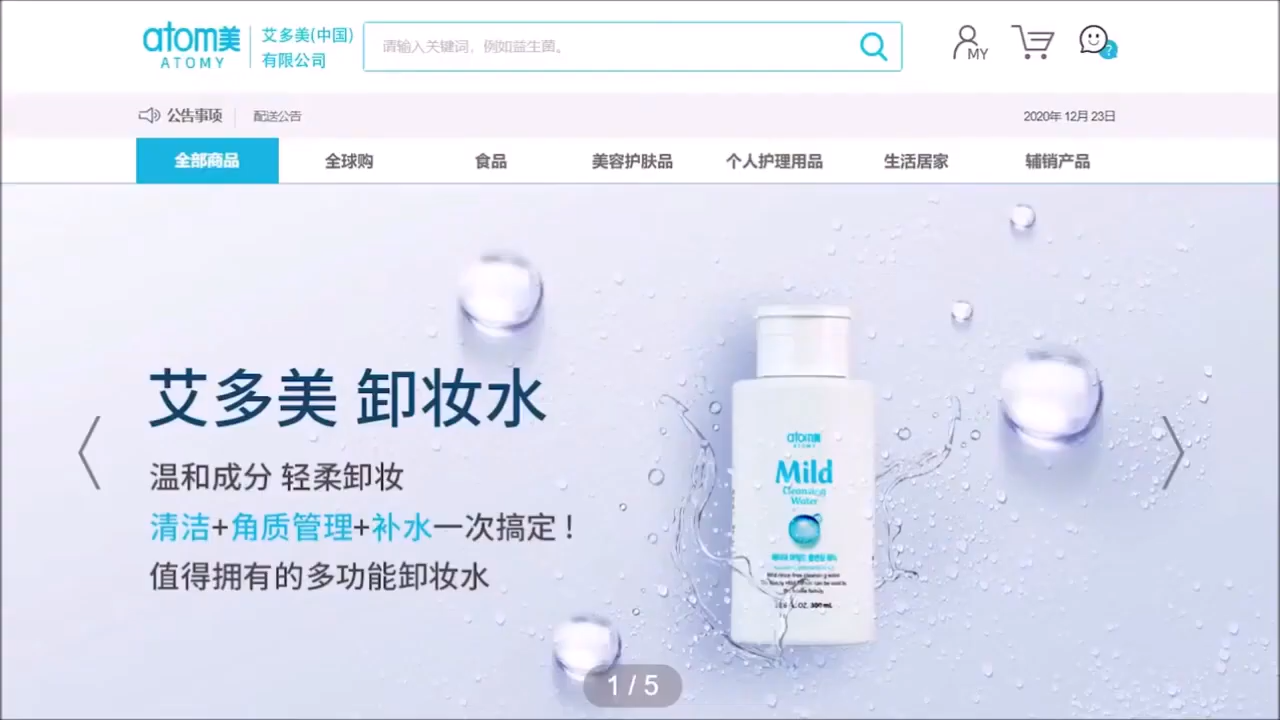 atom美
ATOMY
艾多美(中国)
有限公司
请输入关键词，例如益生菌。
MY
?
公告事项
配送公告
2020年 12月 23日
全部商品
全球购
食品
美容护肤品
个人护理用品
生活居家
辅销产品
艾多美 卸妆水
温和成分 轻柔卸妆
清洁+角质管理+补水一次搞定！
值得拥有的多功能卸妆水
atom美
ATOMY
Mild
Cleansing
Water
1 / 5